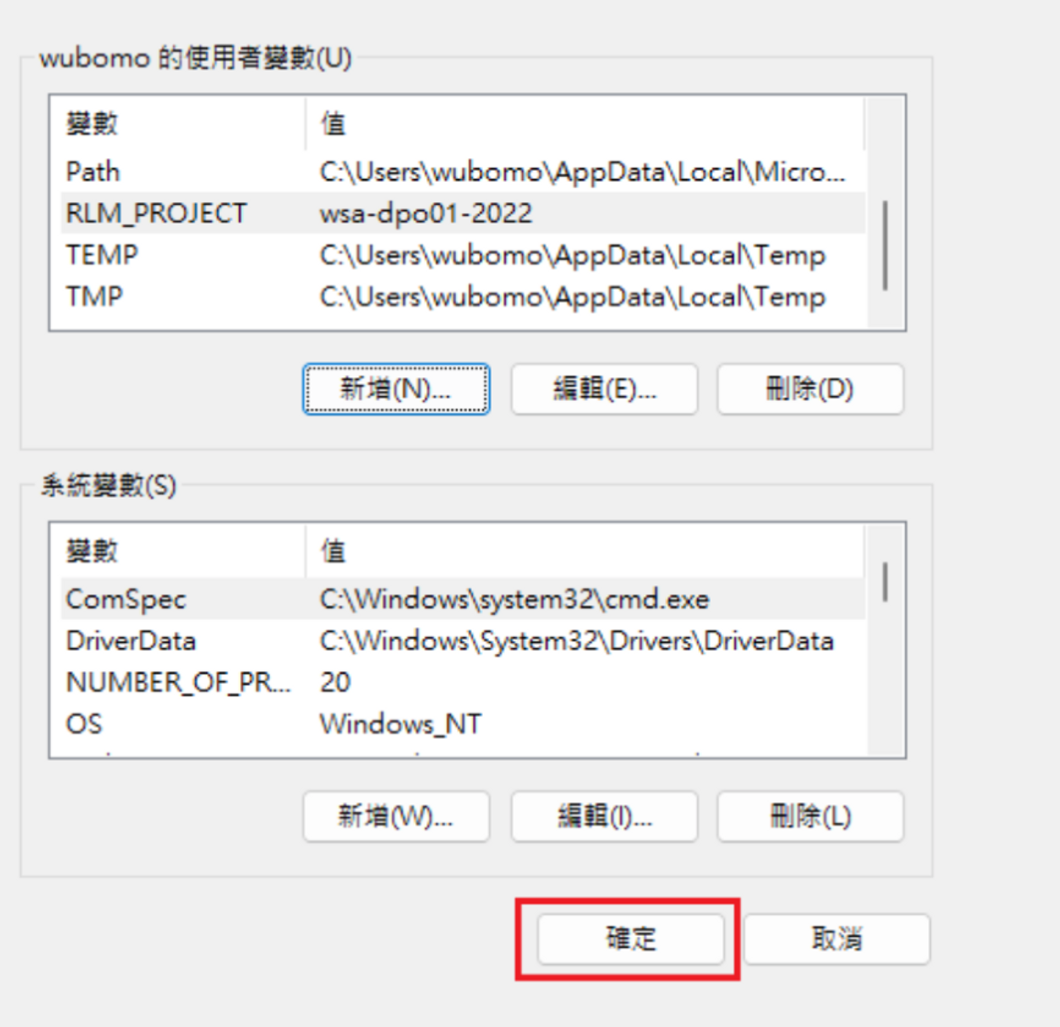 wubomo 的使用者變數(U)
變數 值
Path C:\Users\wubomo\AppData\Local\Micro...
RLM_PROJECT wsa-dpo01-2022
TEMP C:\Users\wubomo\AppData\Local\Temp
TMP C:\Users\wubomo\AppData\Local\Temp
新增(N)... 編輯(E)... 刪除(D)
系統變數(S)
變數 值
ComSpec C:\Windows\system32\cmd.exe
DriverData C:\Windows\System32\Drivers\DriverData
NUMBER_OF_PR... 20
OS Windows_NT
新增(W)... 編輯(I)... 刪除(L)
確定 取消